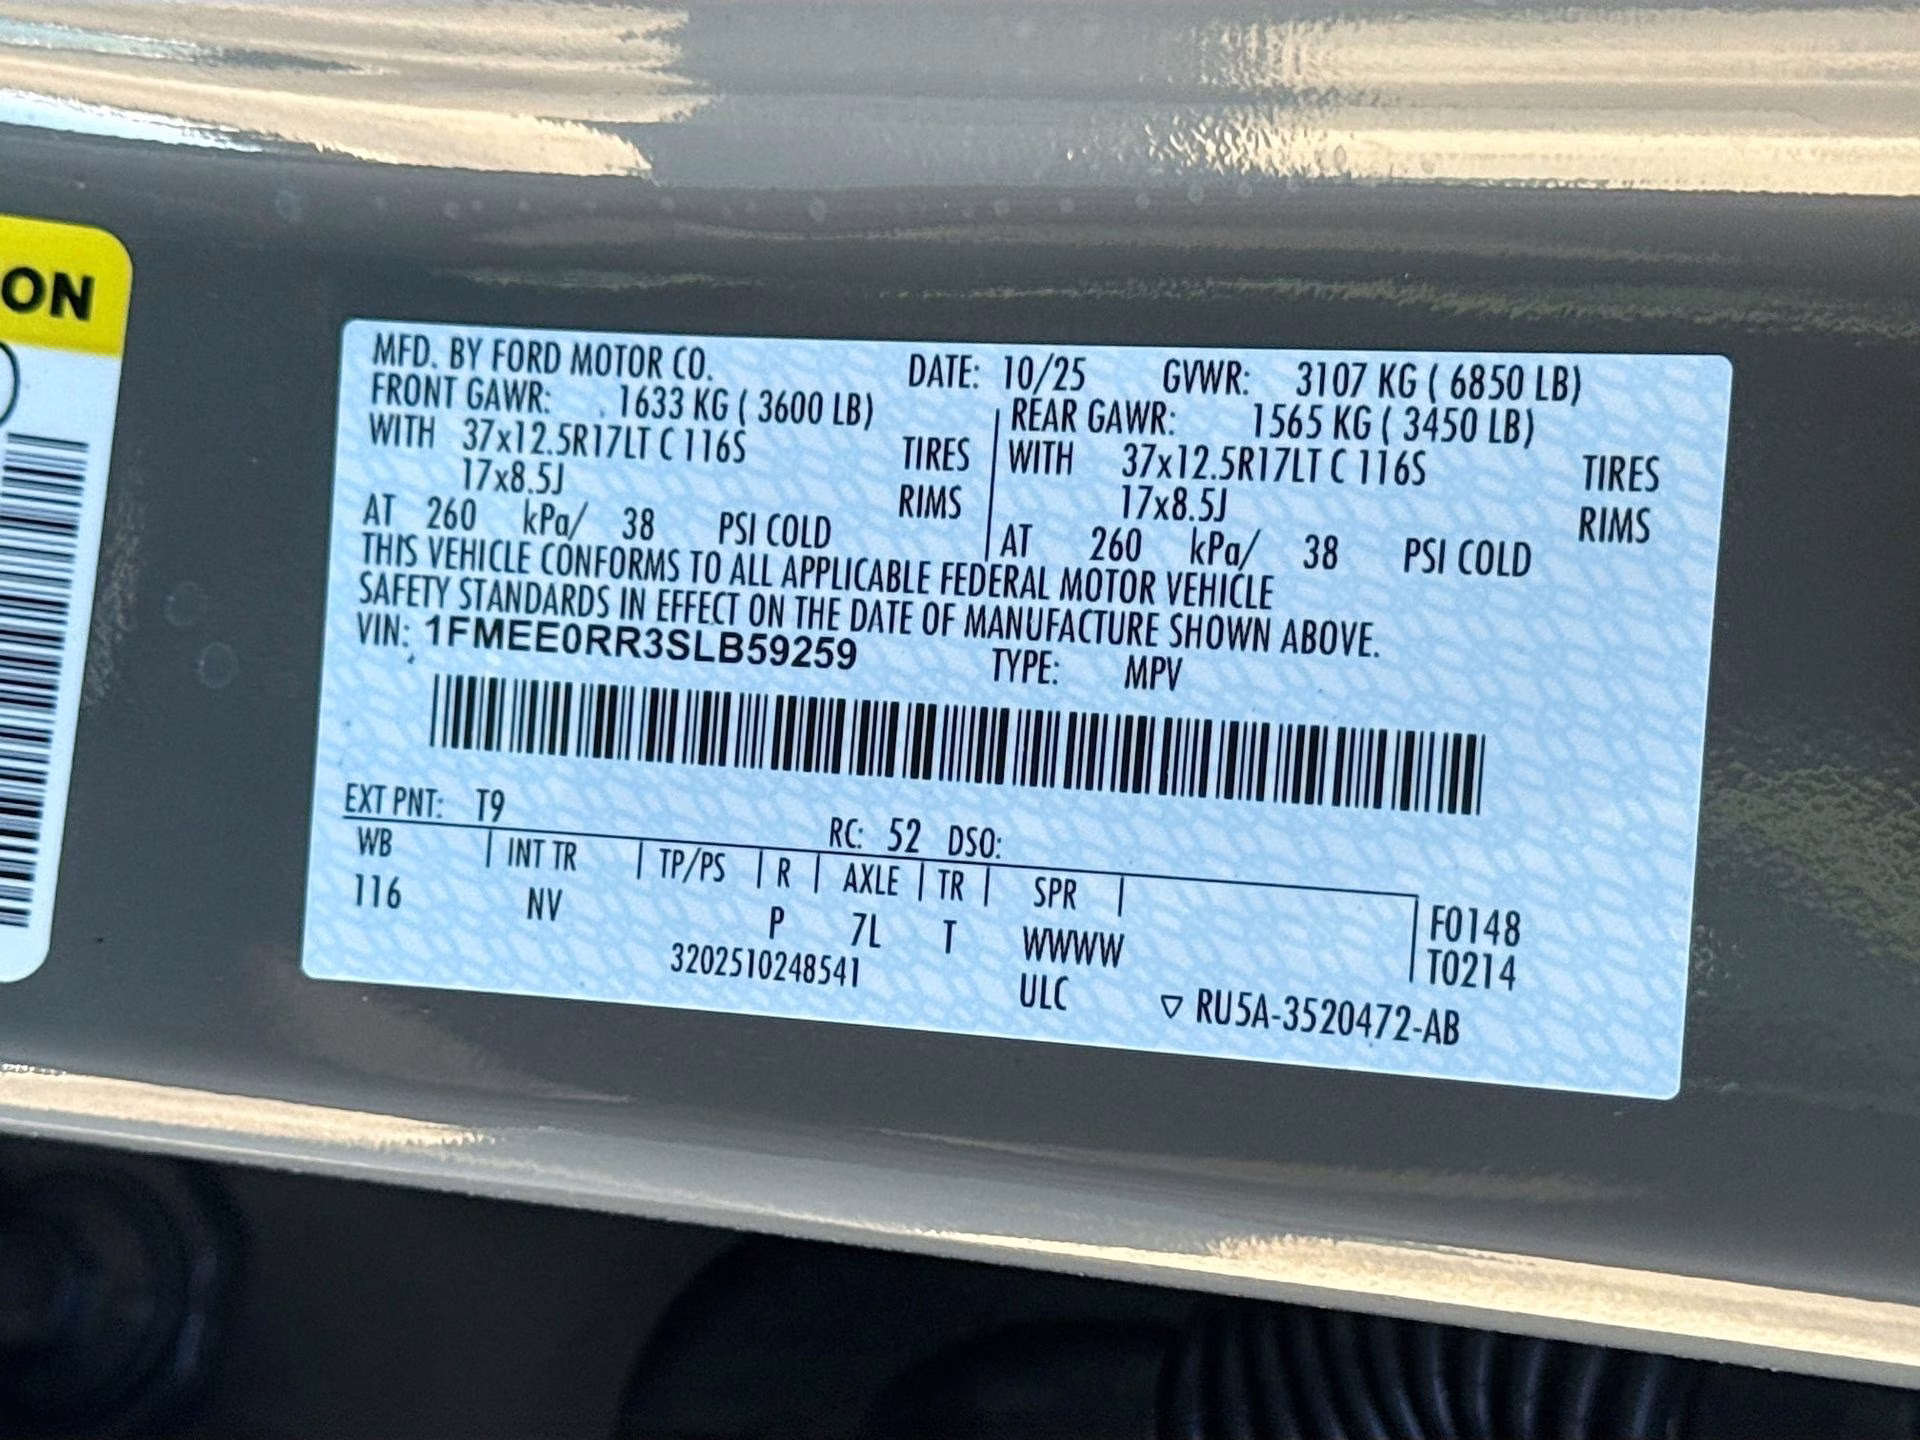 ON
MFD. BY FORD MOTOR CO. DATE: 10/25 GVWR: 3107 KG ( 6850 LB)
FRONT GAWR: 1633 KG ( 3600 LB) REAR GAWR: 1565 KG ( 3450 LB)
WITH 37x12.5R17LT C 116S TIRES WITH 37x12.5R17LT C 116S TIRES
17x8.5J RIMS 17x8.5J RIMS
AT 260 kPa/ 38 PSI COLD AT 260 kPa/ 38 PSI COLD
THIS VEHICLE CONFORMS TO ALL APPLICABLE FEDERAL MOTOR VEHICLE
SAFETY STANDARDS IN EFFECT ON THE DATE OF MANUFACTURE SHOWN ABOVE.
VIN: 1FMEE0RR3SLB59259 TYPE: MPV
EXT PNT: T9 RC: 52 DSO:
WB INT TR TP/PS R AXLE TR SPR F0148
116 NV P 7L T WWWW T0214
3202510248541 ULC ▽ RU5A-3520472-AB